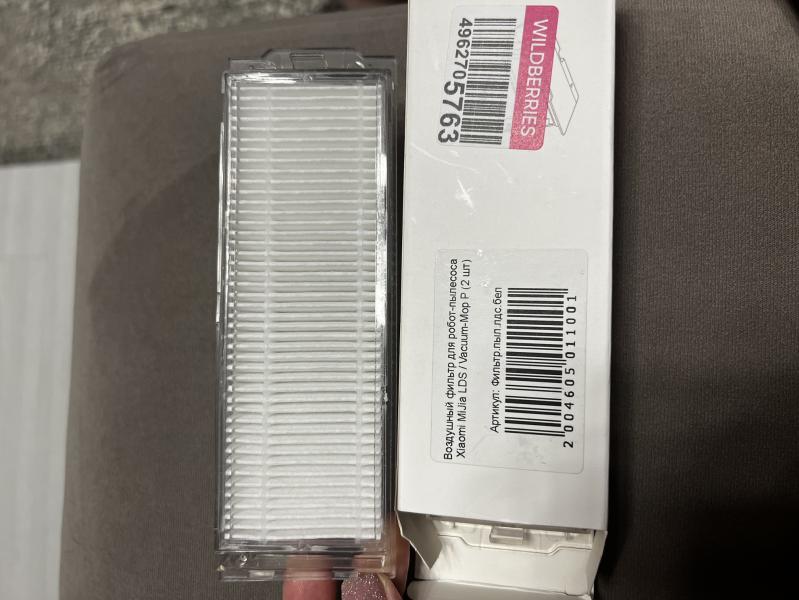 WILDBERRIES
4962705763
Воздушный фильтр для робот-пылесоса
Xiaomi MiJia LDS / Vacuum-Mop P (2 шт)
Артикул: Фильтр.пыл.лдс.бел
2004605011001